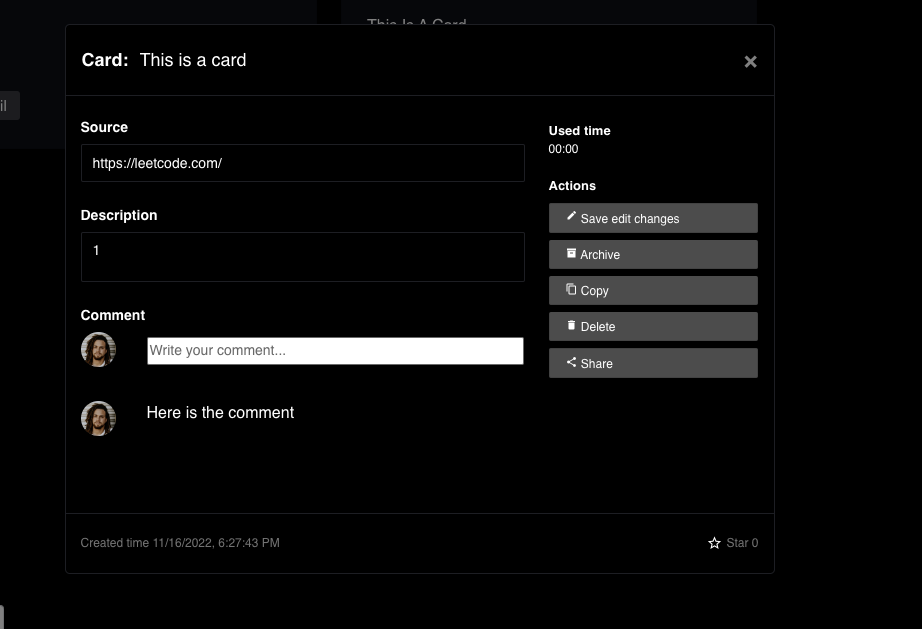 This Is A Card
Card: This is a card
il
Source
https://leetcode.com/
Description
1
Comment
Write your comment...
Here is the comment
Used time
00:00
Actions
Save edit changes
Archive
Copy
Delete
Share
Created time 11/16/2022, 6:27:43 PM
Star 0